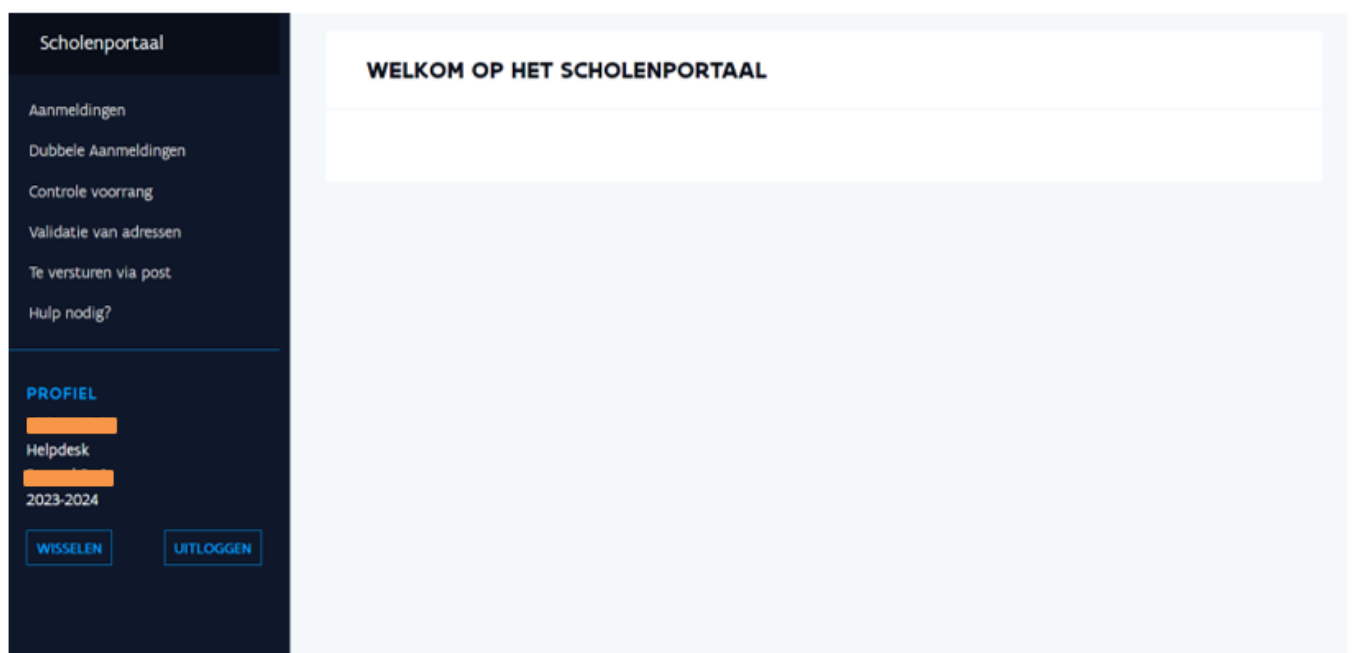 Scholenportaal
WELKOM OP HET SCHOLENPORTAAL
Aanmeldingen
Dubbele Aanmeldingen
Controle voorrang
Validatie van adressen
Te versturen via post
Hulp nodig?
PROFIEL
Helpdesk
2023-2024
WISSELEN
UITLOGGEN